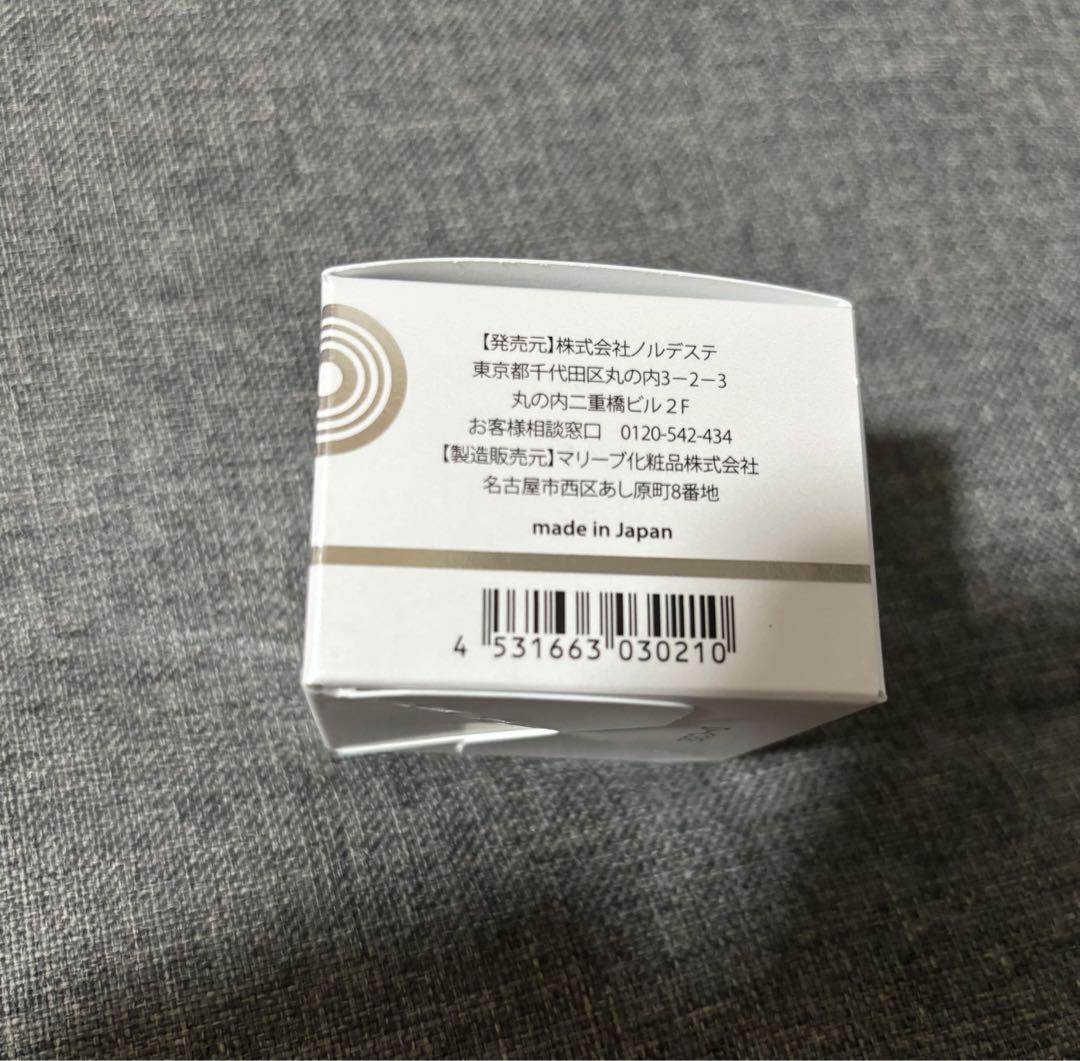 【発売元】株式会社ノルデステ
東京都千代田区丸の内3−2−3
丸の内二重橋ビル2F
お客様相談窓口　0120-542-434
【製造販売元】マリーブ化粧品株式会社
名古屋市西区あし原町8番地
made in Japan
4 531663 030210